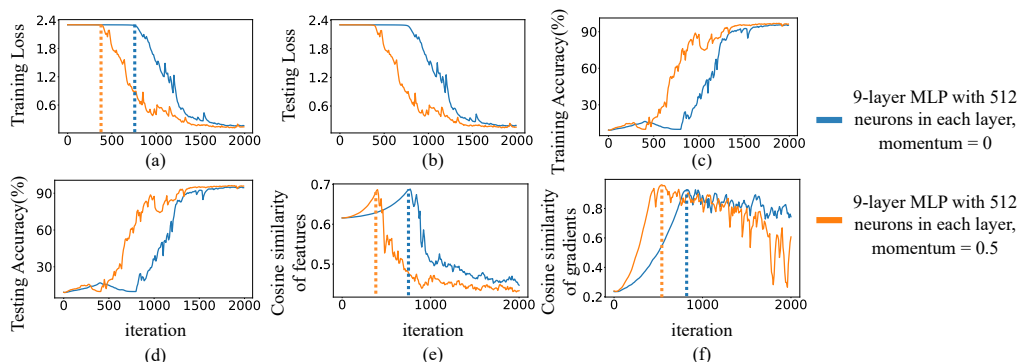 2.4
1.8
1.2
0.6
0 500 1000 1500 2000
Training Loss
(a)
2.4
1.8
1.2
0.6
0 500 1000 1500 2000
Testing Loss
(b)
90
60
30
0 500 1000 1500 2000
Training Accuracy(%)
(c)
9-layer MLP with 512
neurons in each layer,
momentum = 0
90
60
30
0 500 1000 1500 2000
Testing Accuracy(%)
iteration
(d)
0.7
0.6
0.5
0 1000 2000
Cosine similarity
of features
iteration
(e)
0.8
0.6
0.4
0.2
0 1000 2000
Cosine similarity
of gradients
iteration
(f)
9-layer MLP with 512
neurons in each layer,
momentum = 0.5